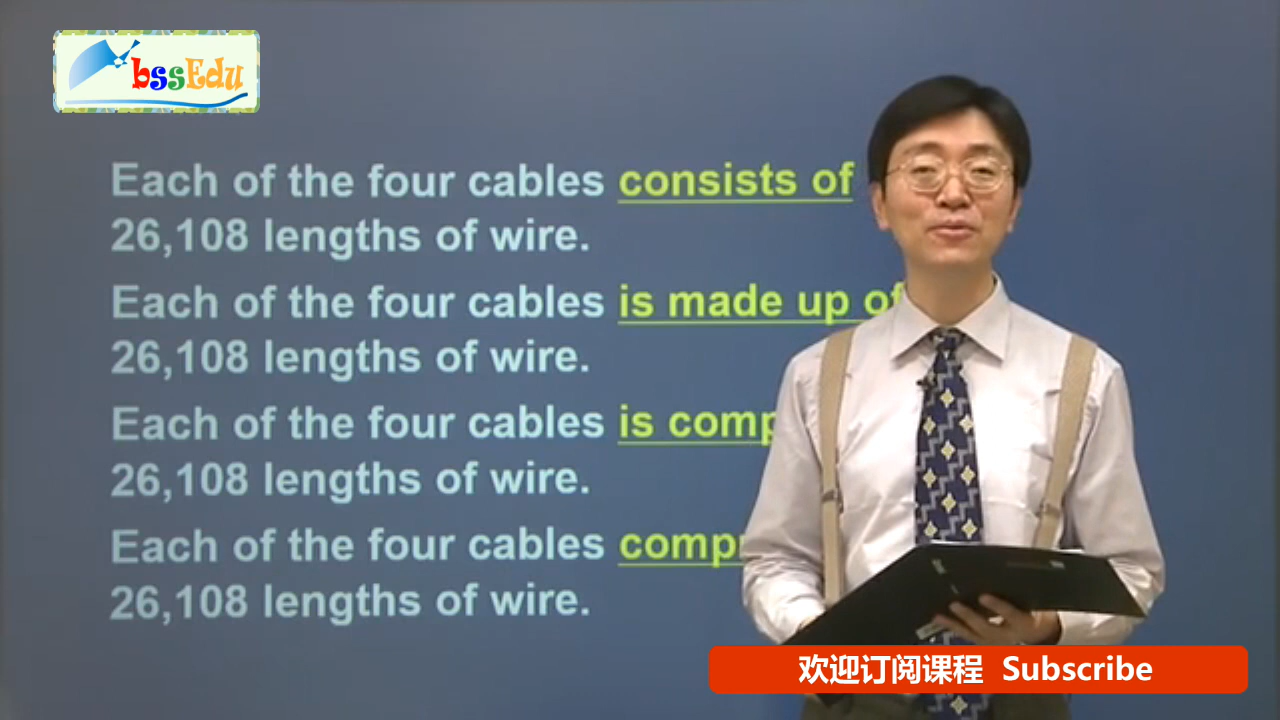 bssEdu
Each of the four cables consists of
26,108 lengths of wire.
Each of the four cables is made up of
26,108 lengths of wire.
Each of the four cables is
26,108 lengths of wire.
Each of the four cables
26,108 lengths of wire.
欢迎订阅课程 Subscribe